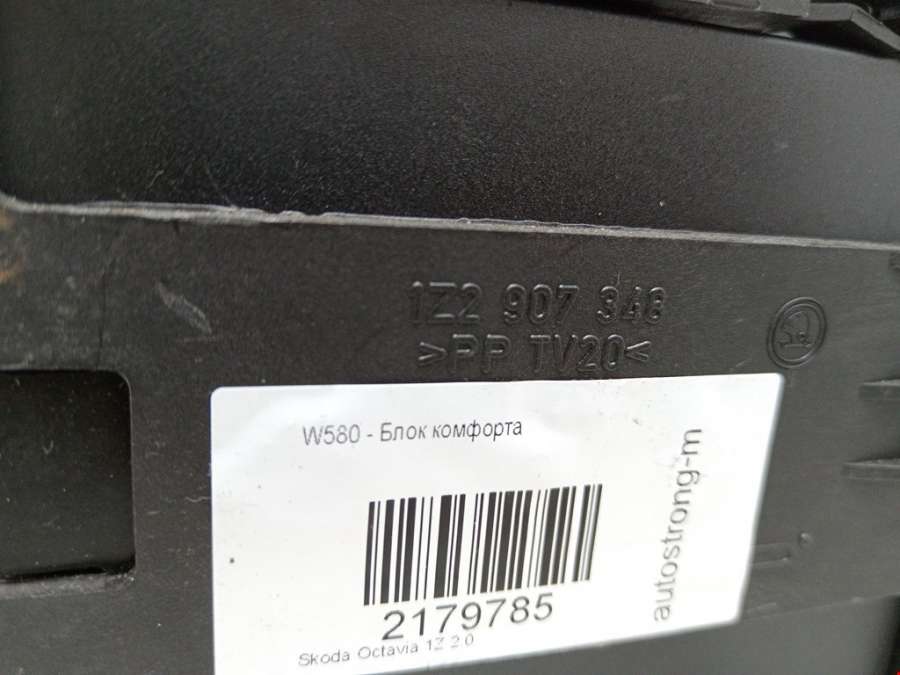 1Z2 907 348
>PP TV20<
W580 - Блок комфорта
autostrong-m
2179785
Skoda Octavia 1Z 2.0